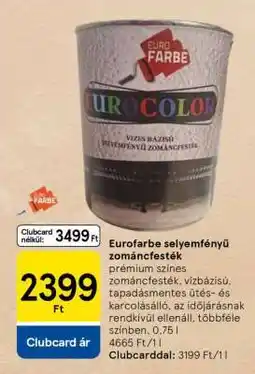 EURO
FARBE
EUROCOLOR
VIZES BÁZISÚ
SELYEMFÉNYŰ ZOMÁNCFESTÉK
FARBE
Clubcard
nélkül:
3499 Ft
2399
Ft
Clubcard ár
Eurofarbe selyemfényű
zománcfesték
prémium színes
zománcfesték, vízbázisú,
tapadásmentes ütés- és
karcolásálló, az időjárásnak
rendkívül ellenáll, többféle
színben, 0,75 l
4665 Ft/1 l
Clubcarddal: 3199 Ft/1 l